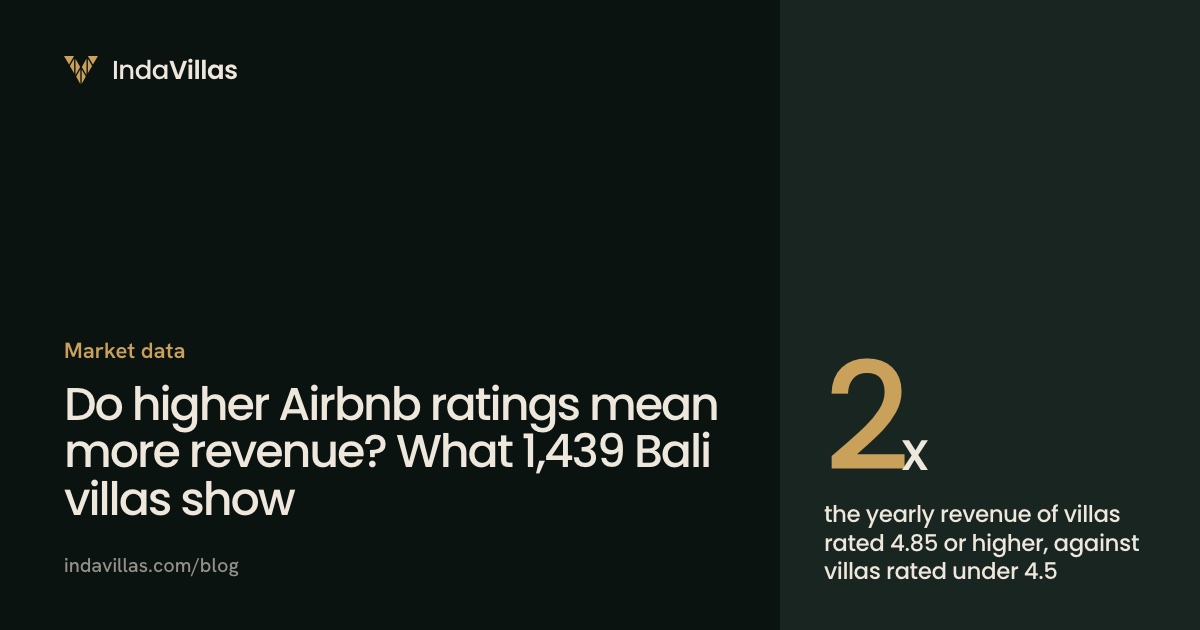 IndaVillas
Market data
Do higher Airbnb ratings mean
more revenue? What 1,439 Bali
villas show
indavillas.com/blog
2x
the yearly revenue of villas
rated 4.85 or higher, against
villas rated under 4.5